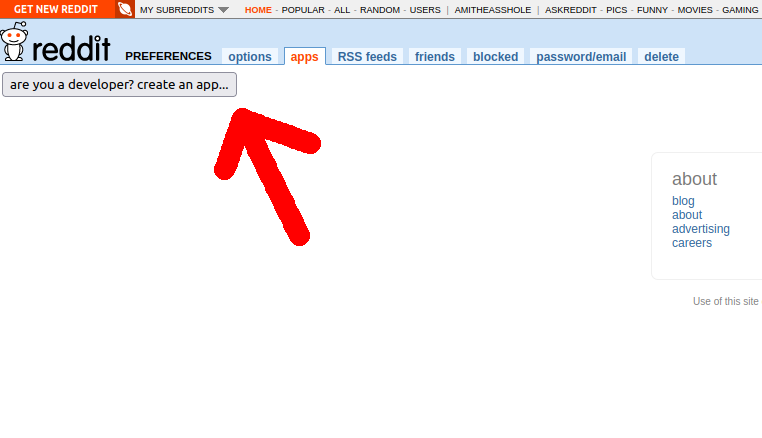 GET NEW REDDIT MY SUBREDDITS HOME - POPULAR - ALL - RANDOM - USERS | AMITHEASSHOLE | ASKREDDIT - PICS - FUNNY - MOVIES - GAMING
reddit PREFERENCES options apps RSS feeds friends blocked password/email delete
are you a developer? create an app...
about
blog
about
advertising
careers
Use of this site